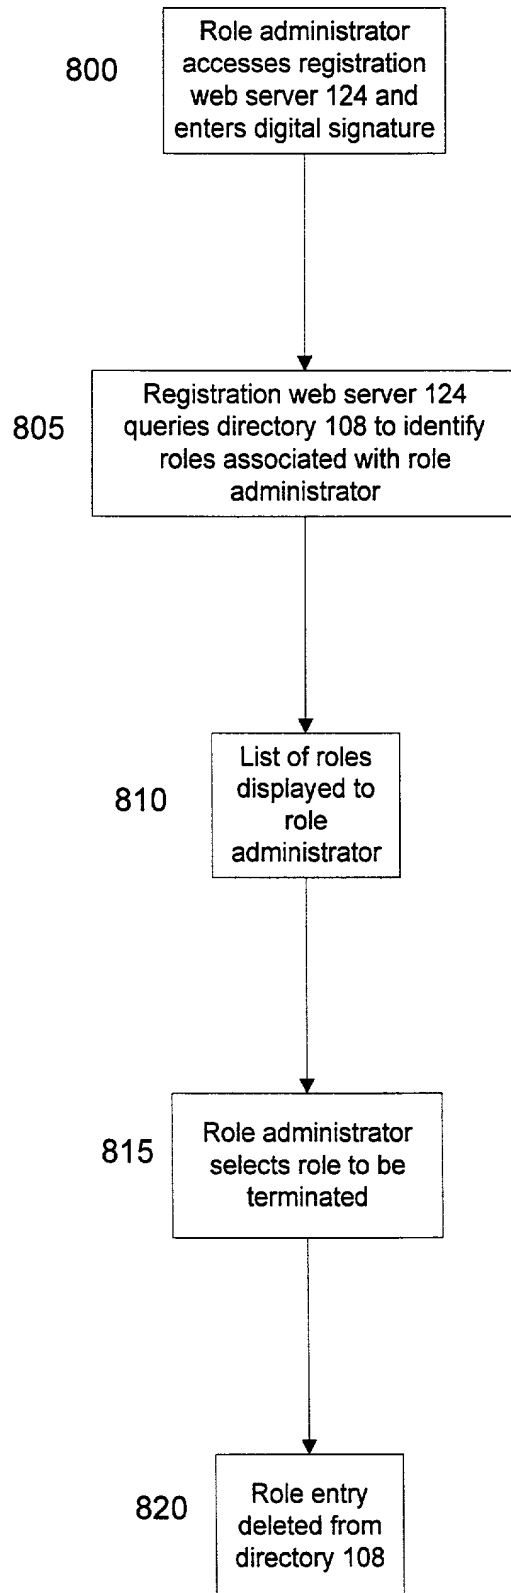 800
Role administrator
accesses registration
web server 124 and
enters digital signature
805
Registration web server 124
queries directory 108 to identify
roles associated with role
administrator
810
List of roles
displayed to
role
administrator
815
Role administrator
selects role to be
terminated
820
Role entry
deleted from
directory 108